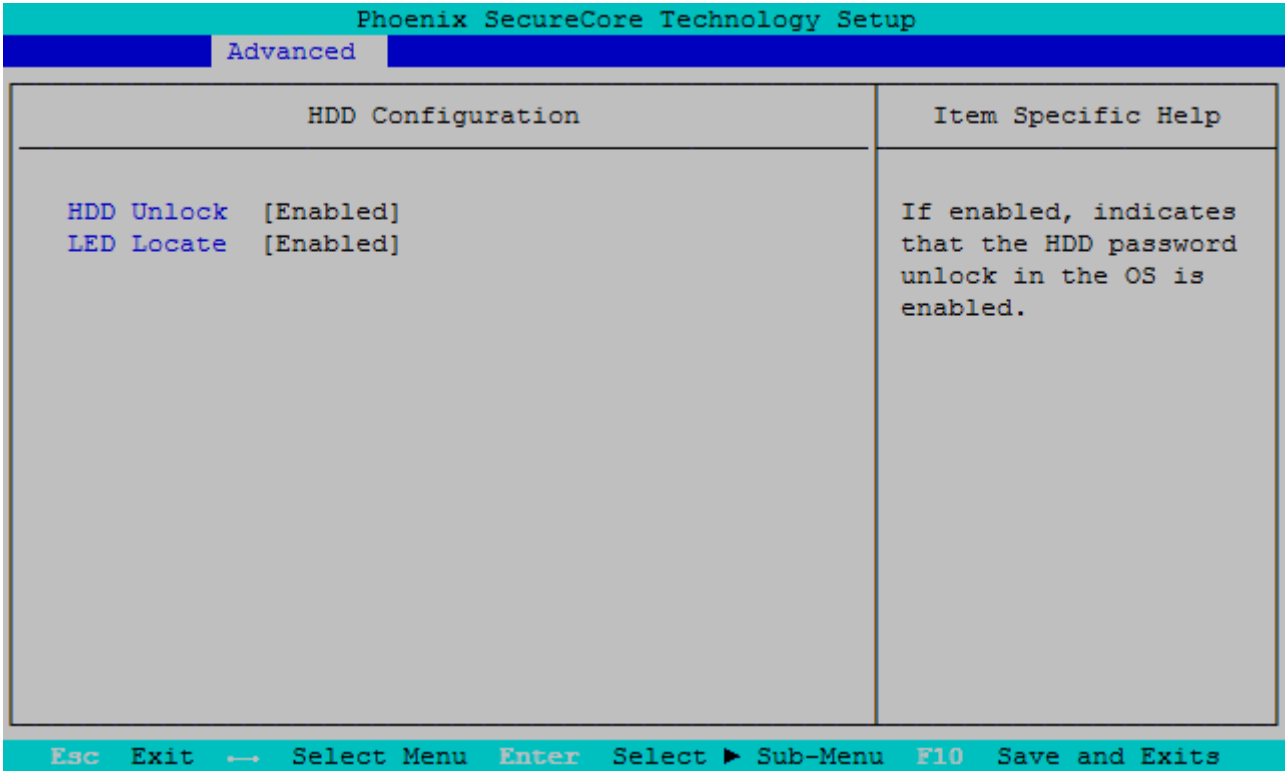 Phoenix SecureCore Technology Setup
Advanced
HDD Configuration
HDD Unlock [Enabled]
LED Locate [Enabled]
Item Specific Help
If enabled, indicates
that the HDD password
unlock in the OS is
enabled.
Esc Exit ←→ Select Menu Enter Select ► Sub-Menu F10 Save and Exits